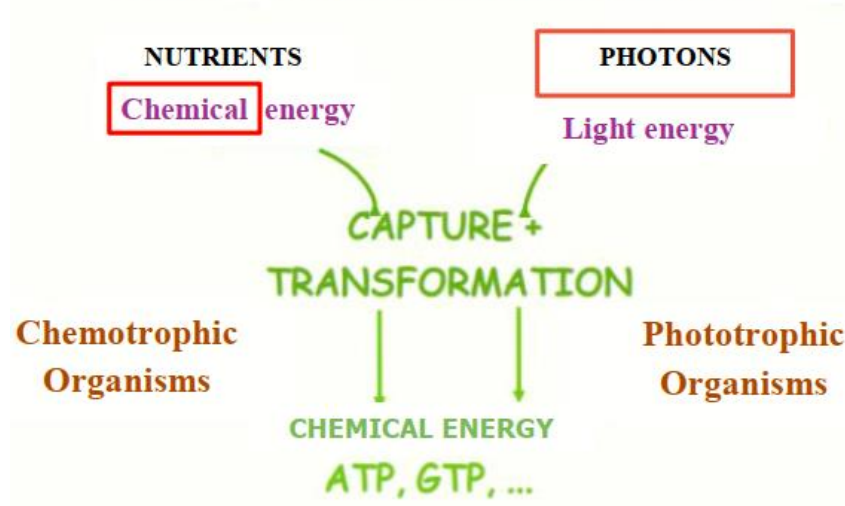 NUTRIENTS
Chemical energy
PHOTONS
Light energy
CAPTURE +
TRANSFORMATION
Chemotrophic
Organisms
Phototrophic
Organisms
CHEMICAL ENERGY
ATP, GTP, ...